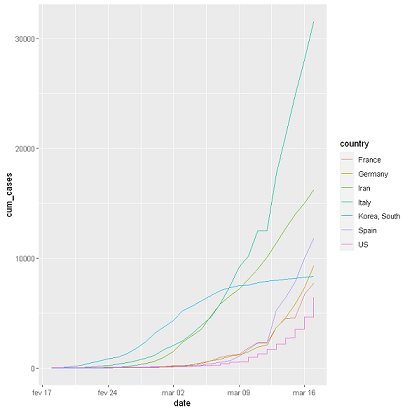 30000
20000
10000
0
cum_cases
fev 17
fev 24
mar 02
mar 09
mar 16
date
country
France
Germany
Iran
Italy
Korea, South
Spain
US